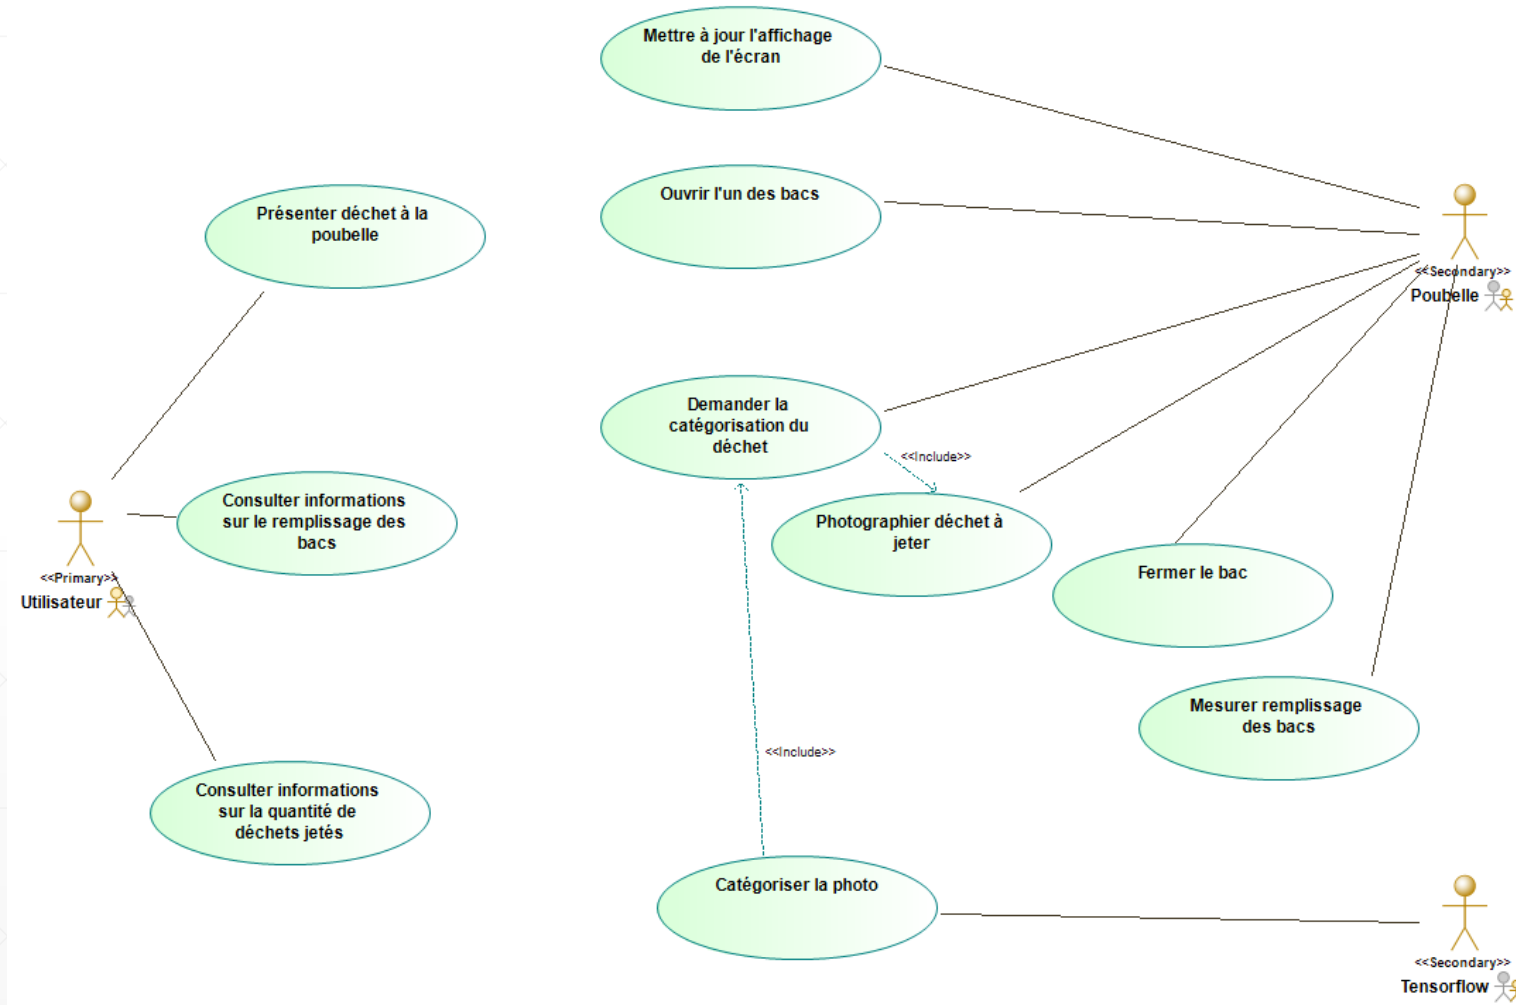 Mettre à jour l'affichage
de l'écran
Ouvrir l'un des bacs
Présenter déchet à la
poubelle
<<Secondary>>
Poubelle
Demander la
catégorisation du
déchet
<<Include>>
Consulter informations
sur le remplissage des
bacs
Photographier déchet à
jeter
Fermer le bac
<<Primary>>
Utilisateur
Mesurer remplissage
des bacs
<<Include>>
Consulter informations
sur la quantité de
déchets jetés
Catégoriser la photo
<<Secondary>>
Tensorflow